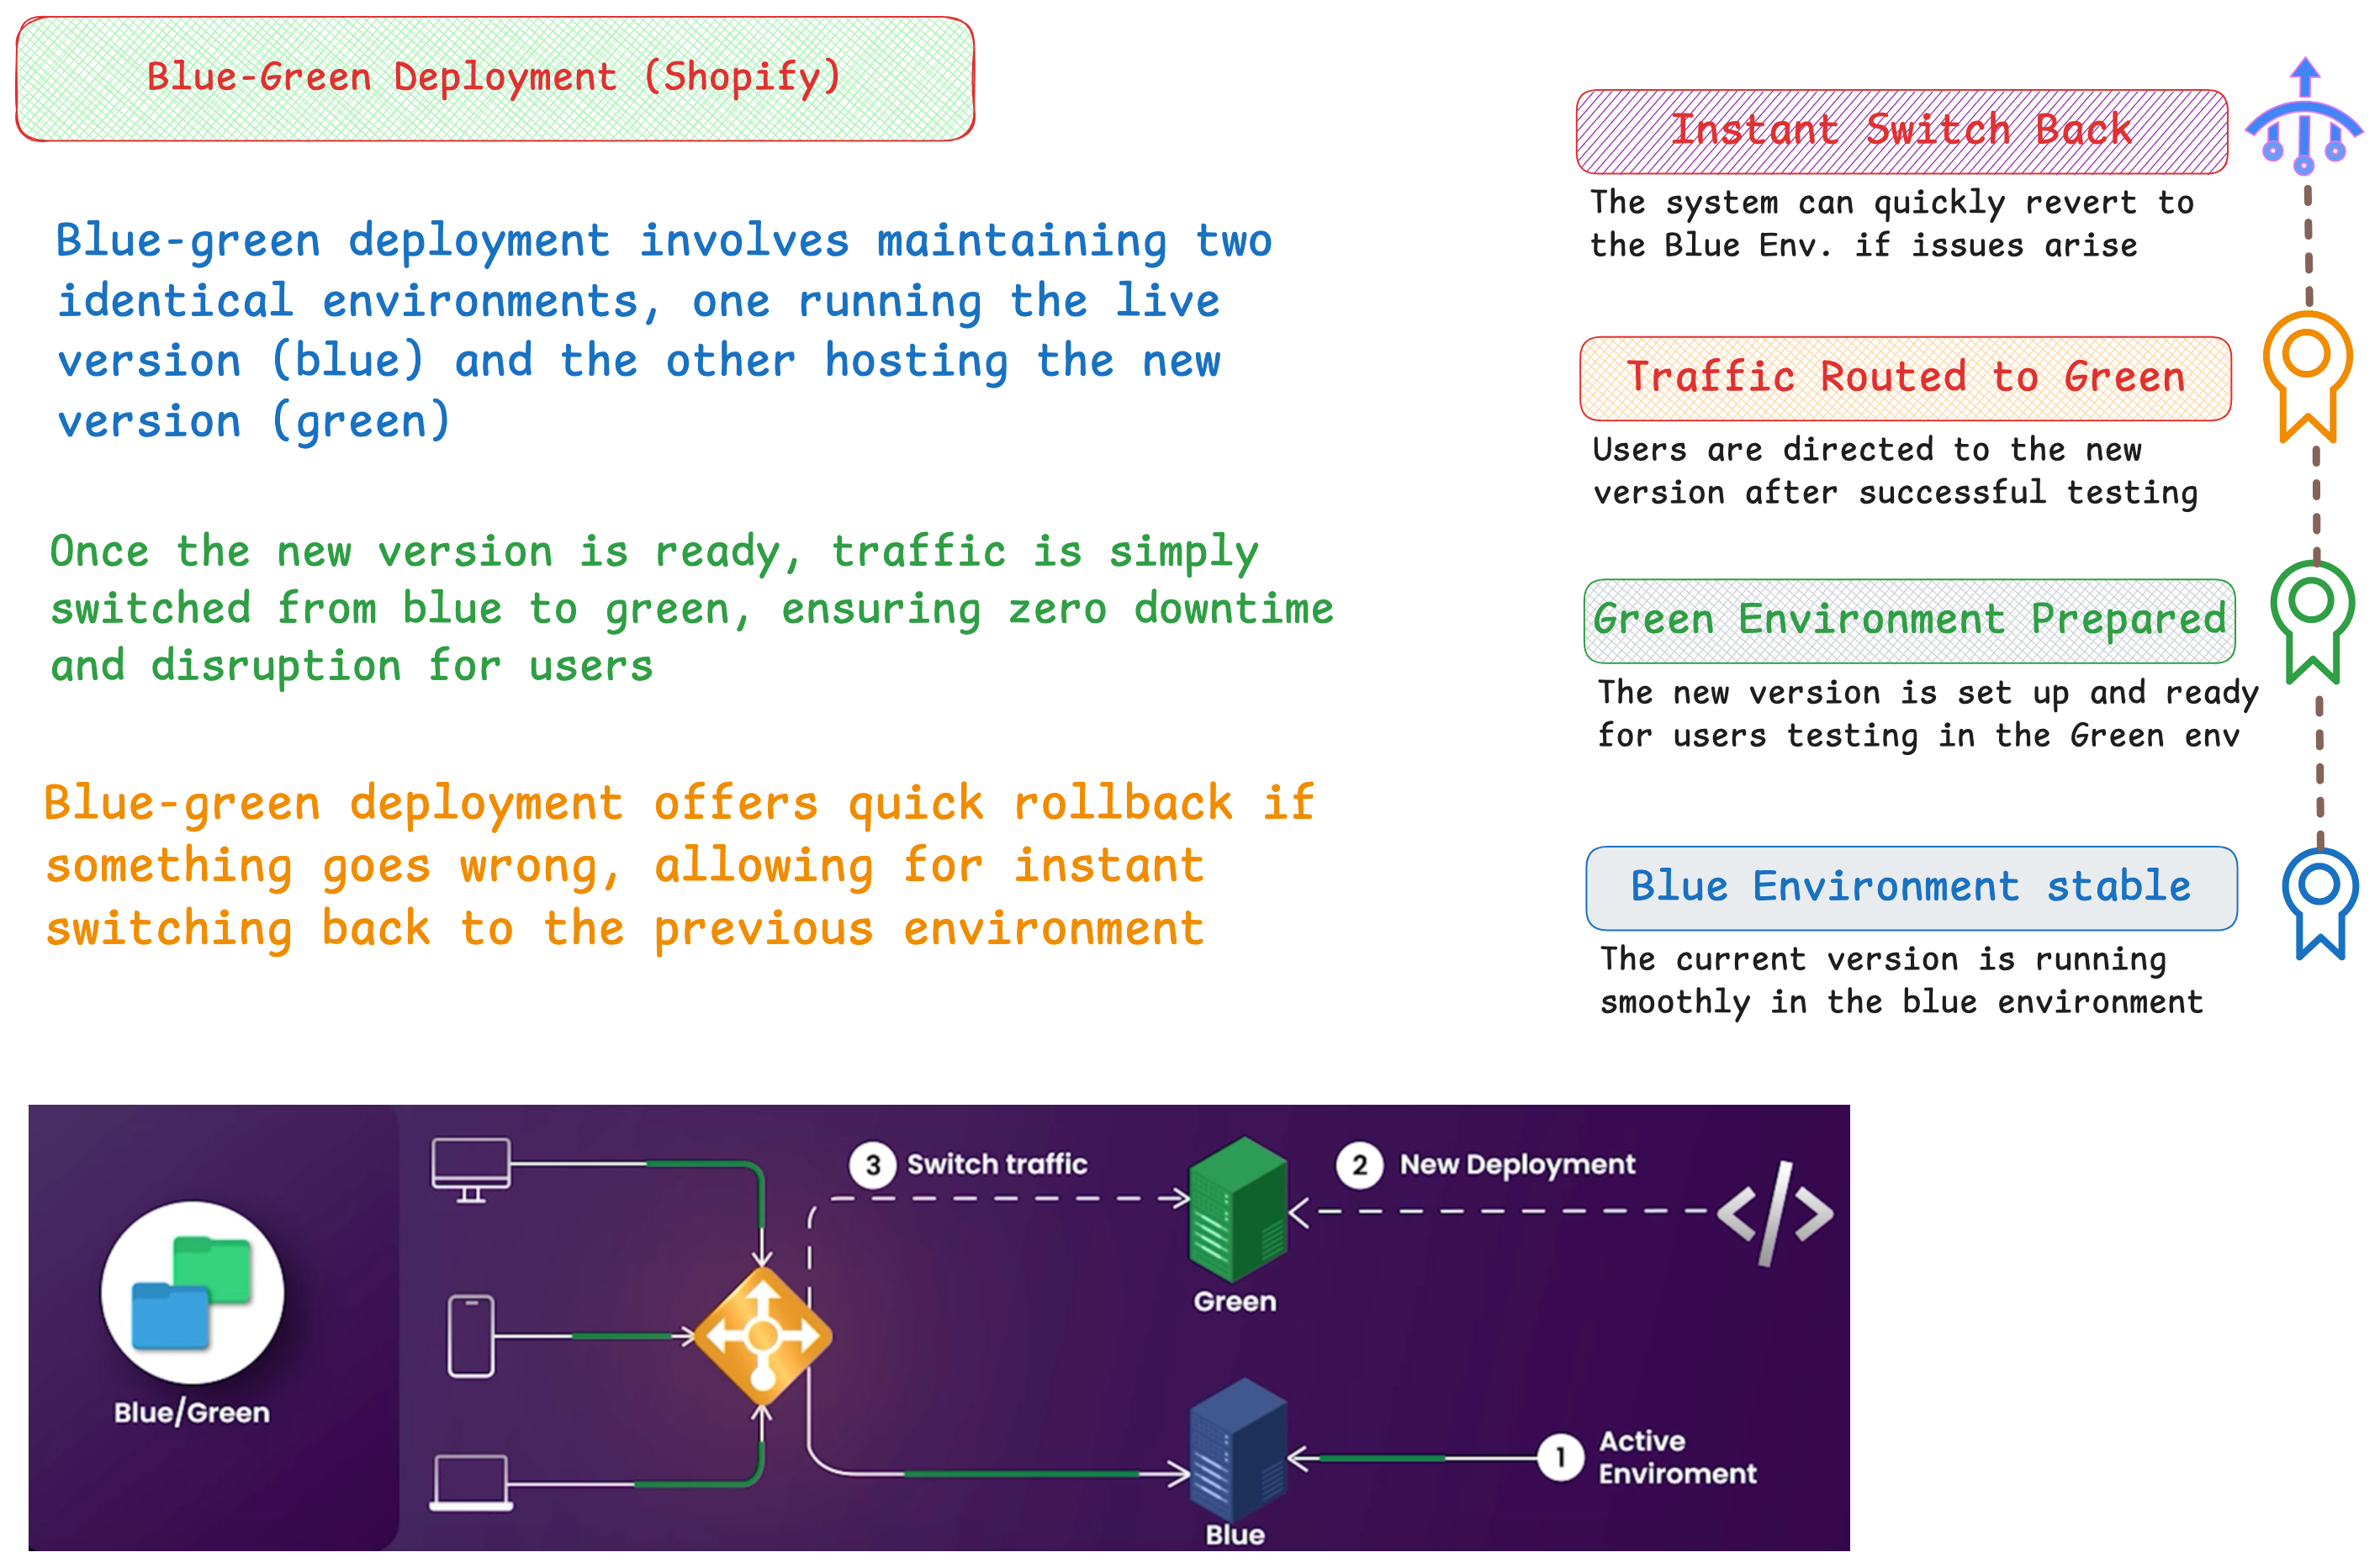 Blue-Green Deployment (Shopify)
Blue-green deployment involves maintaining two
identical environments, one running the live
version (blue) and the other hosting the new
version (green)
Once the new version is ready, traffic is simply
switched from blue to green, ensuring zero downtime
and disruption for users
Blue-green deployment offers quick rollback if
something goes wrong, allowing for instant
switching back to the previous environment
Instant Switch Back
The system can quickly revert to
the Blue Env. if issues arise
Traffic Routed to Green
Users are directed to the new
version after successful testing
Green Environment Prepared
The new version is set up and ready
for users testing in the Green env
Blue Environment stable
The current version is running
smoothly in the blue environment
Blue/Green
3 Switch traffic
2 New Deployment
</>
Green
1 Active
Enviroment
Blue